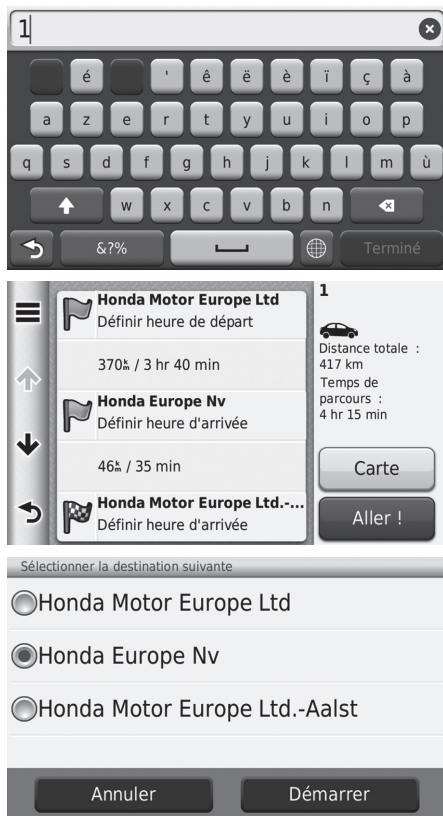 1
é ' ê ë è ï ç à
a z e r t y u i o p
q s d f g h j k l m ù
w x c v b n
&?% Terminé
Honda Motor Europe Ltd
Définir heure de départ
370km / 3 hr 40 min
Honda Europe Nv
Définir heure d'arrivée
46km / 35 min
Honda Motor Europe Ltd.-...
Définir heure d'arrivée
1
Distance totale :
417 km
Temps de
parcours :
4 hr 15 min
Carte
Aller !
Sélectionner la destination suivante
Honda Motor Europe Ltd
Honda Europe Nv
Honda Motor Europe Ltd.-Aalst
Annuler Démarrer